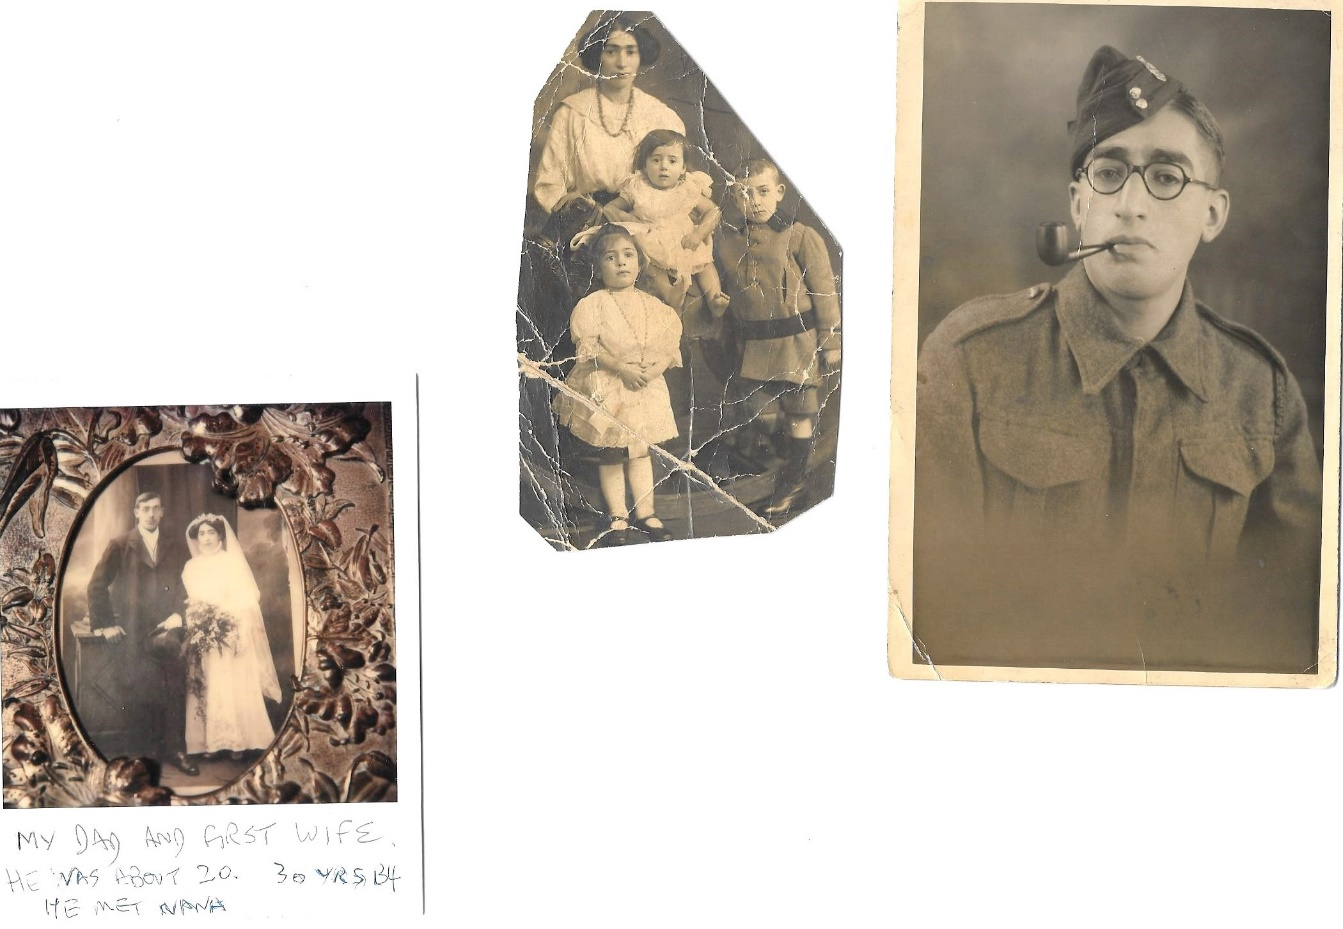 MY DAD AND FIRST WIFE.
HE WAS ABOUT 20. 30 YRS B4
HE MET NANA